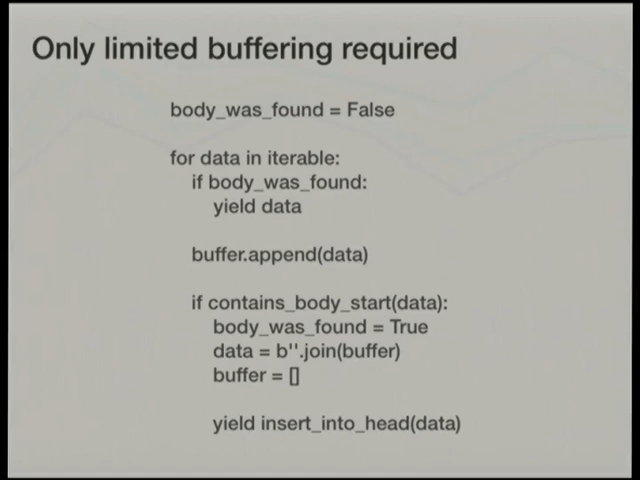 Only limited buffering required
body_was_found = False
for data in iterable:
if body_was_found:
yield data
buffer.append(data)
if contains_body_start(data):
body_was_found = True
data = b''.join(buffer)
buffer = []
yield insert_into_head(data)